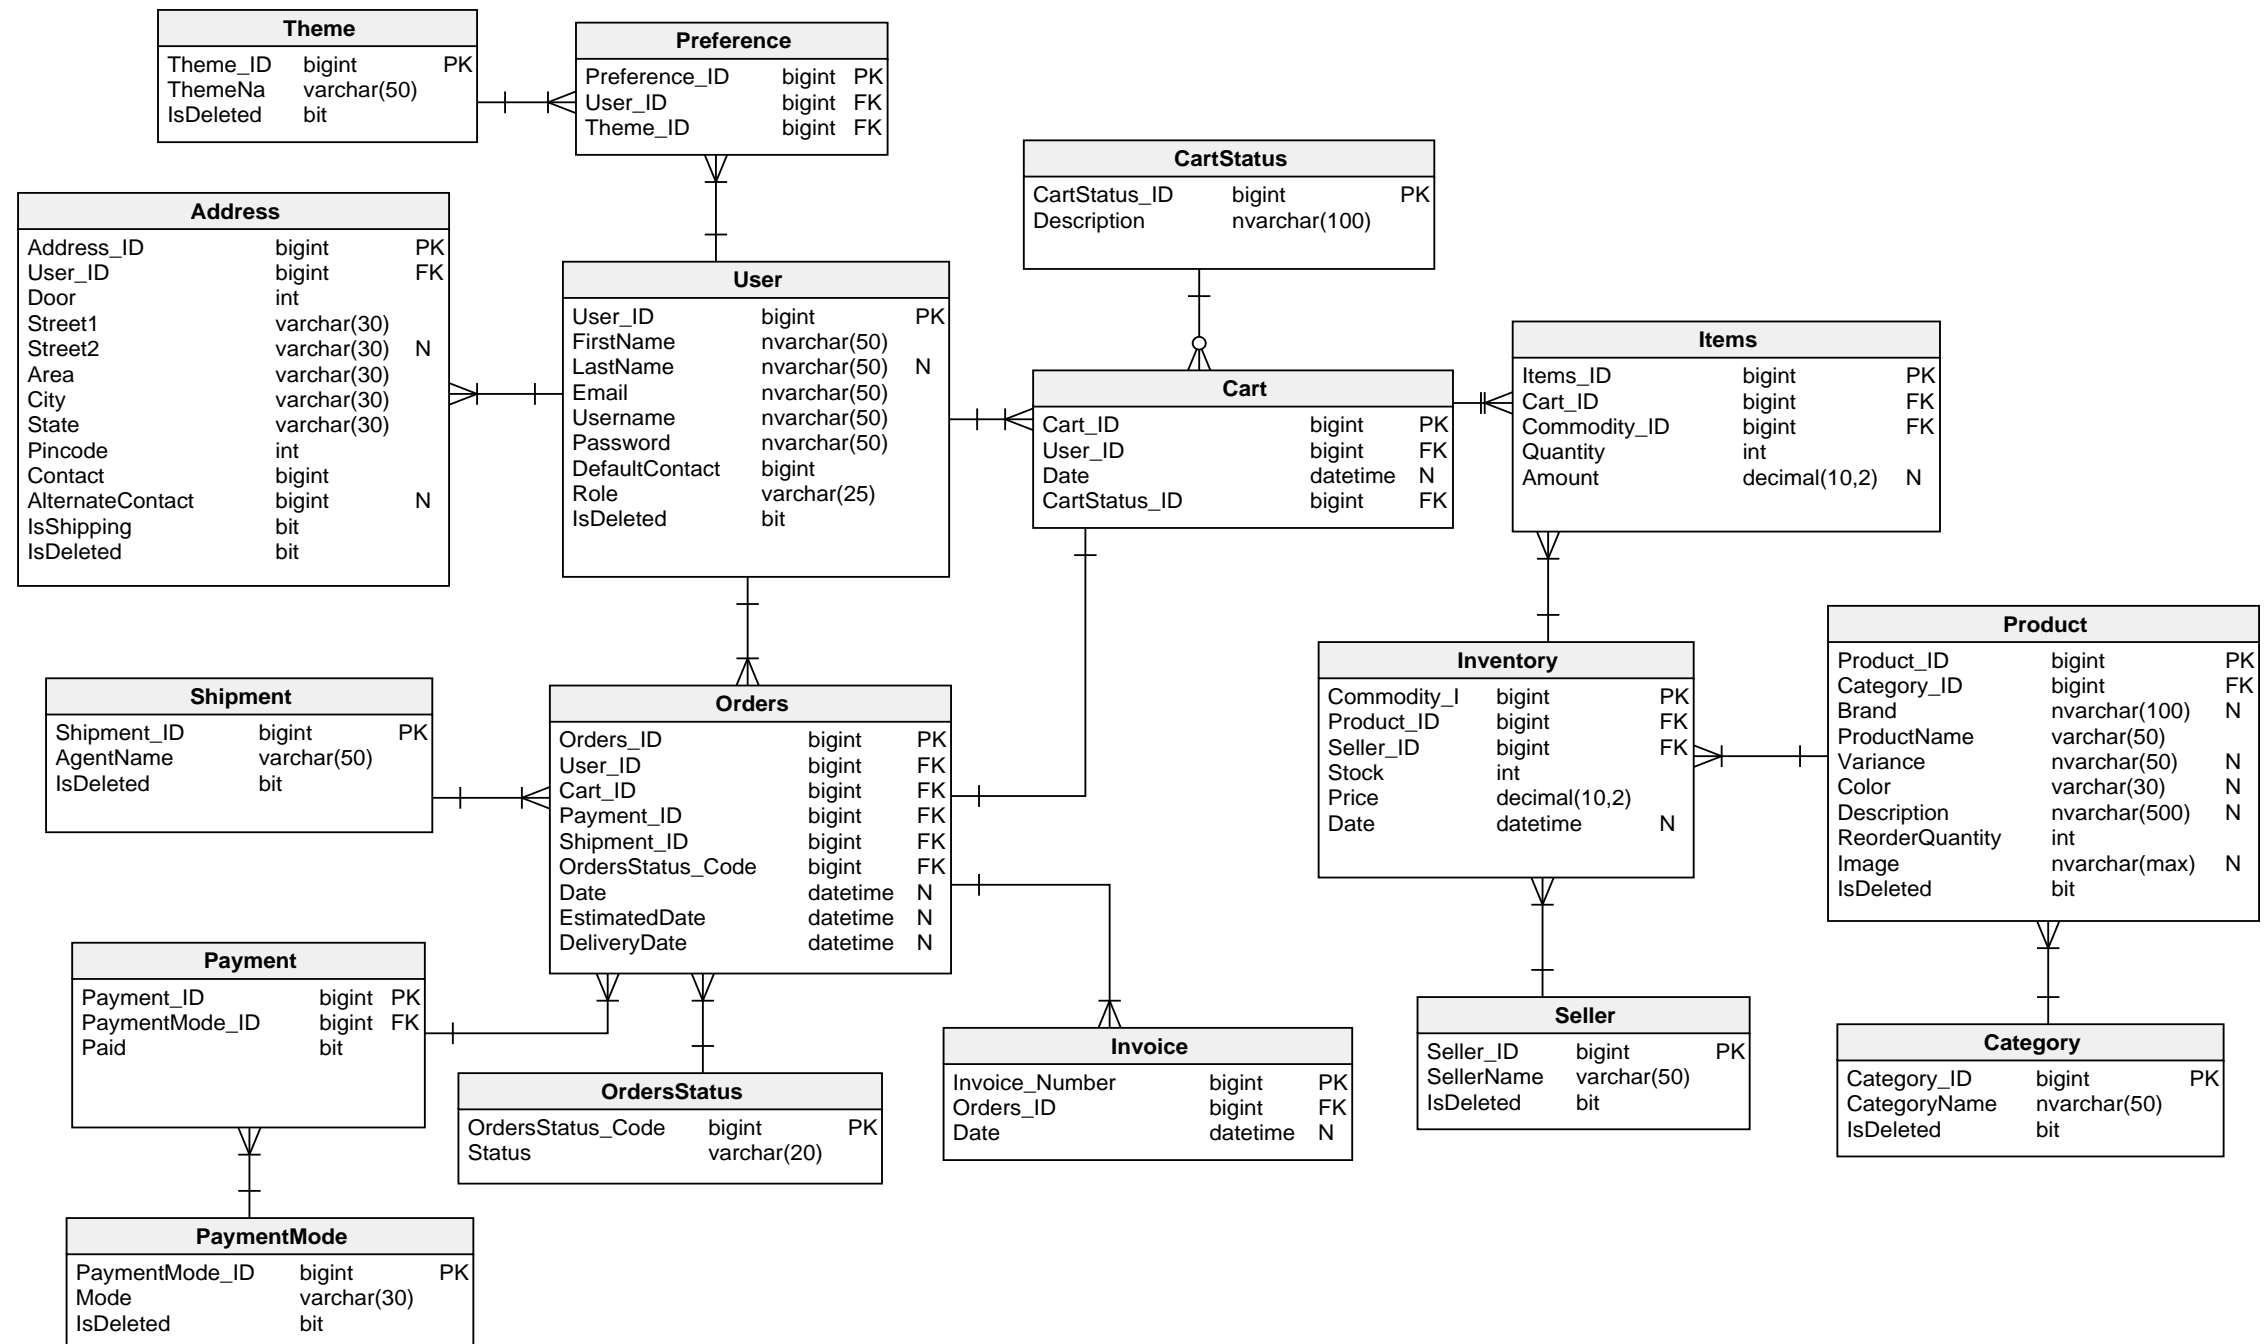 Theme
Theme_ID bigint PK
ThemeNa varchar(50)
IsDeleted bit
Preference
Preference_ID bigint PK
User_ID bigint FK
Theme_ID bigint FK
CartStatus
CartStatus_ID bigint PK
Description nvarchar(100)
Address
Address_ID bigint PK
User_ID bigint FK
Door int
Street1 varchar(30)
Street2 varchar(30) N
Area varchar(30)
City varchar(30)
State varchar(30)
Pincode int
Contact bigint
AlternateContact bigint N
IsShipping bit
IsDeleted bit
User
User_ID bigint PK
FirstName nvarchar(50)
LastName nvarchar(50) N
Email nvarchar(50)
Username nvarchar(50)
Password nvarchar(50)
DefaultContact bigint
Role varchar(25)
IsDeleted bit
Cart
Cart_ID bigint PK
User_ID bigint FK
Date datetime N
CartStatus_ID bigint FK
Items
Items_ID bigint PK
Cart_ID bigint FK
Commodity_ID bigint FK
Quantity int
Amount decimal(10,2) N
Shipment
Shipment_ID bigint PK
AgentName varchar(50)
IsDeleted bit
Orders
Orders_ID bigint PK
User_ID bigint FK
Cart_ID bigint FK
Payment_ID bigint FK
Shipment_ID bigint FK
OrdersStatus_Code bigint FK
Date datetime N
EstimatedDate datetime N
DeliveryDate datetime N
Inventory
Commodity_I bigint PK
Product_ID bigint FK
Seller_ID bigint FK
Stock int
Price decimal(10,2)
Date datetime N
Product
Product_ID bigint PK
Category_ID bigint FK
Brand nvarchar(100) N
ProductName varchar(50)
Variance nvarchar(50) N
Color varchar(30) N
Description nvarchar(500) N
ReorderQuantity int
Image nvarchar(max) N
IsDeleted bit
Payment
Payment_ID bigint PK
PaymentMode_ID bigint FK
Paid bit
OrdersStatus
OrdersStatus_Code bigint PK
Status varchar(20)
Invoice
Invoice_Number bigint PK
Orders_ID bigint FK
Date datetime N
Seller
Seller_ID bigint PK
SellerName varchar(50)
IsDeleted bit
Category
Category_ID bigint PK
CategoryName nvarchar(50)
IsDeleted bit
PaymentMode
PaymentMode_ID bigint PK
Mode varchar(30)
IsDeleted bit